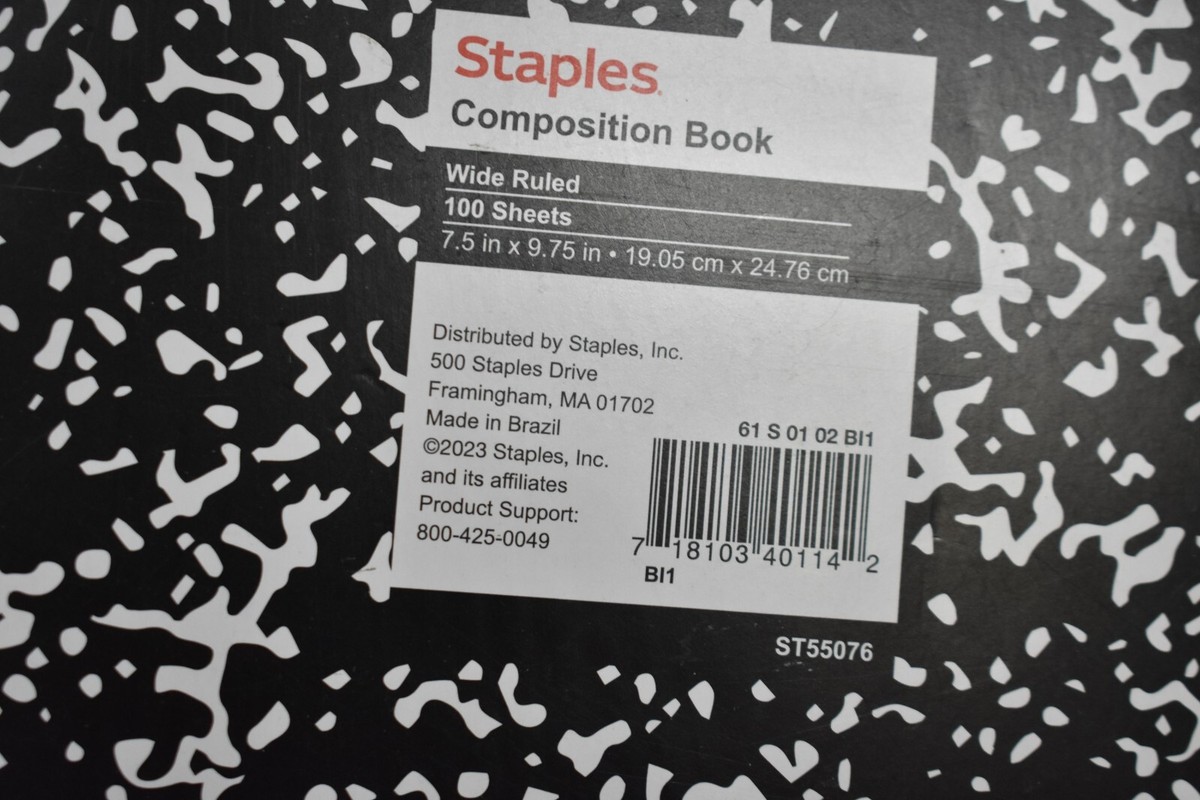 Staples
Composition Book
Wide Ruled
100 Sheets
7.5 in x 9.75 in • 19.05 cm x 24.76 cm
Distributed by Staples, Inc.
500 Staples Drive
Framingham, MA 01702
Made in Brazil
©2023 Staples, Inc.
and its affiliates
Product Support:
800-425-0049
61 S 01 02 BI1
7 18103 40114 2
BI1
ST55076